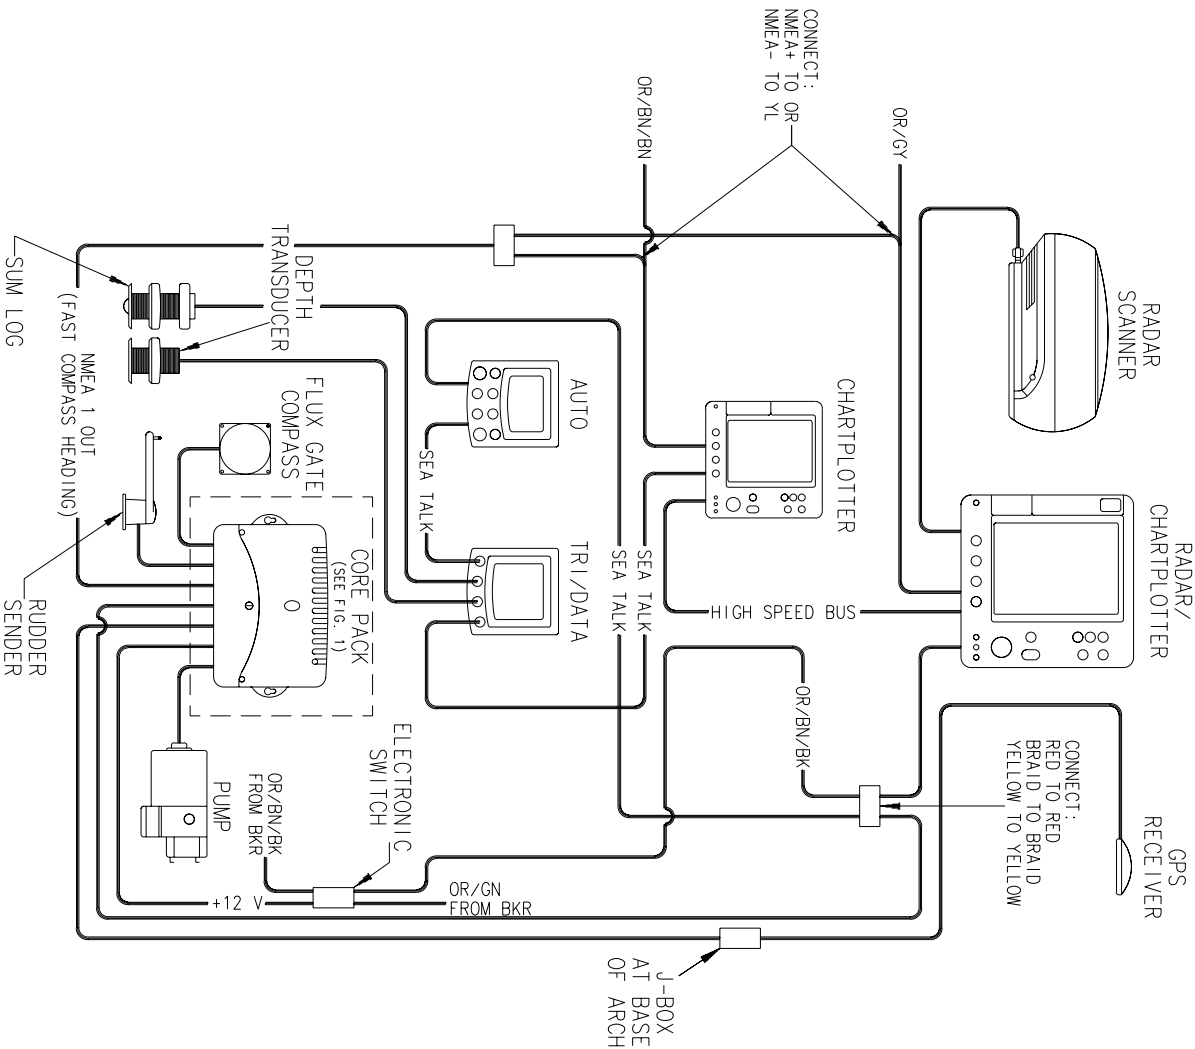 RADAR
SCANNER
RADAR/
CHARTPLOTTER
GPS
RECEIVER
OR/GY
CONNECT:
NMEA+ TO OR
NMEA- TO YL
CHARTPLOTTER
HIGH SPEED BUS
CONNECT:
RED TO RED
BRAID TO BRAID
YELLOW TO YELLOW
OR/BN/BN
SEA TALK
SEA TALK
OR/BN/BK
J-BOX
AT BASE
OF ARCH
AUTO
TRI/DATA
SEA TALK
OR/GN
FROM BKR
ELECTRONIC
SWITCH
DEPTH
TRANSDUCER
FLUX GATE
COMPASS
CORE PACK
(SEE FIG. 1)
OR/BN/BK
FROM BKR
PUMP
+12 V
SUM LOG
NMEA 1 OUT
(FAST COMPASS HEADING)
RUDDER
SENDER